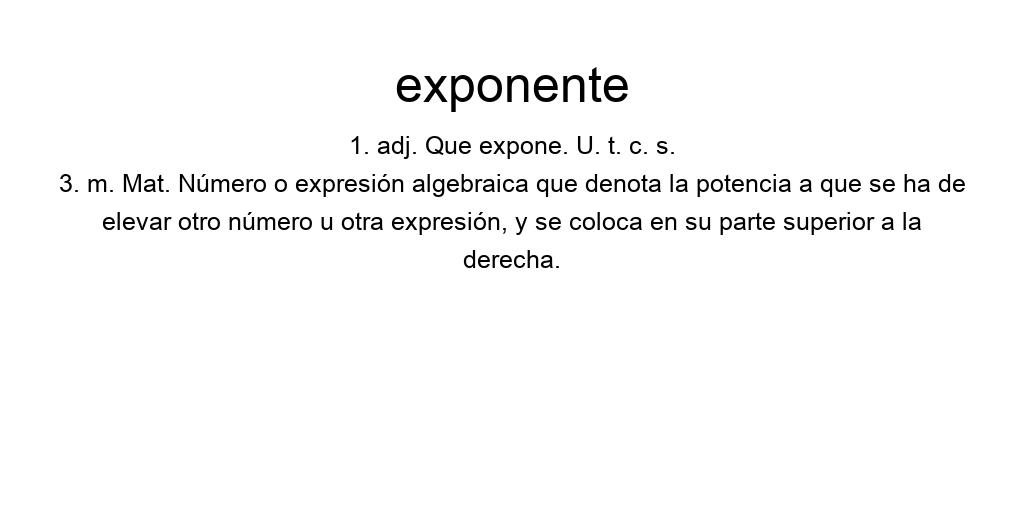 exponente
1. adj. Que expone. U. t. c. s.
3. m. Mat. Número o expresión algebraica que denota la potencia a que se ha de
elevar otro número u otra expresión, y se coloca en su parte superior a la
derecha.